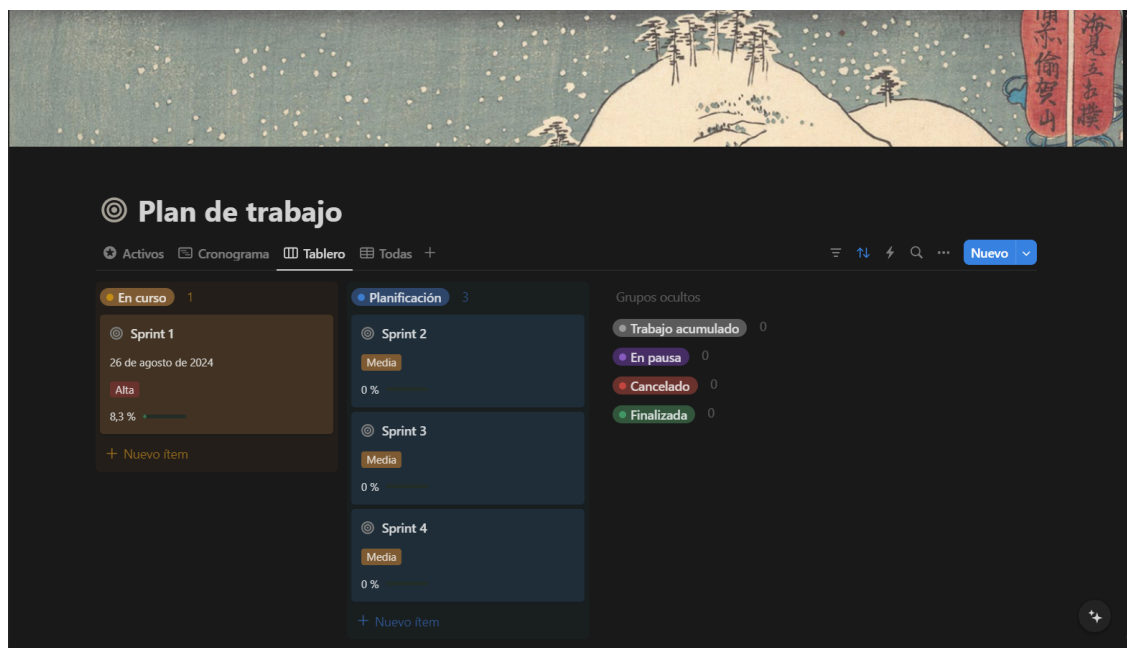 Plan de trabajo
Activos Cronograma Tablero Todas
Nuevo
En curso 1
Sprint 1
26 de agosto de 2024
Alta
8,3 %
+ Nuevo ítem
Planificación 3
Sprint 2
Media
0 %
Sprint 3
Media
0 %
Sprint 4
Media
0 %
+ Nuevo ítem
Grupos ocultos
Trabajo acumulado 0
En pausa 0
Cancelado 0
Finalizada 0